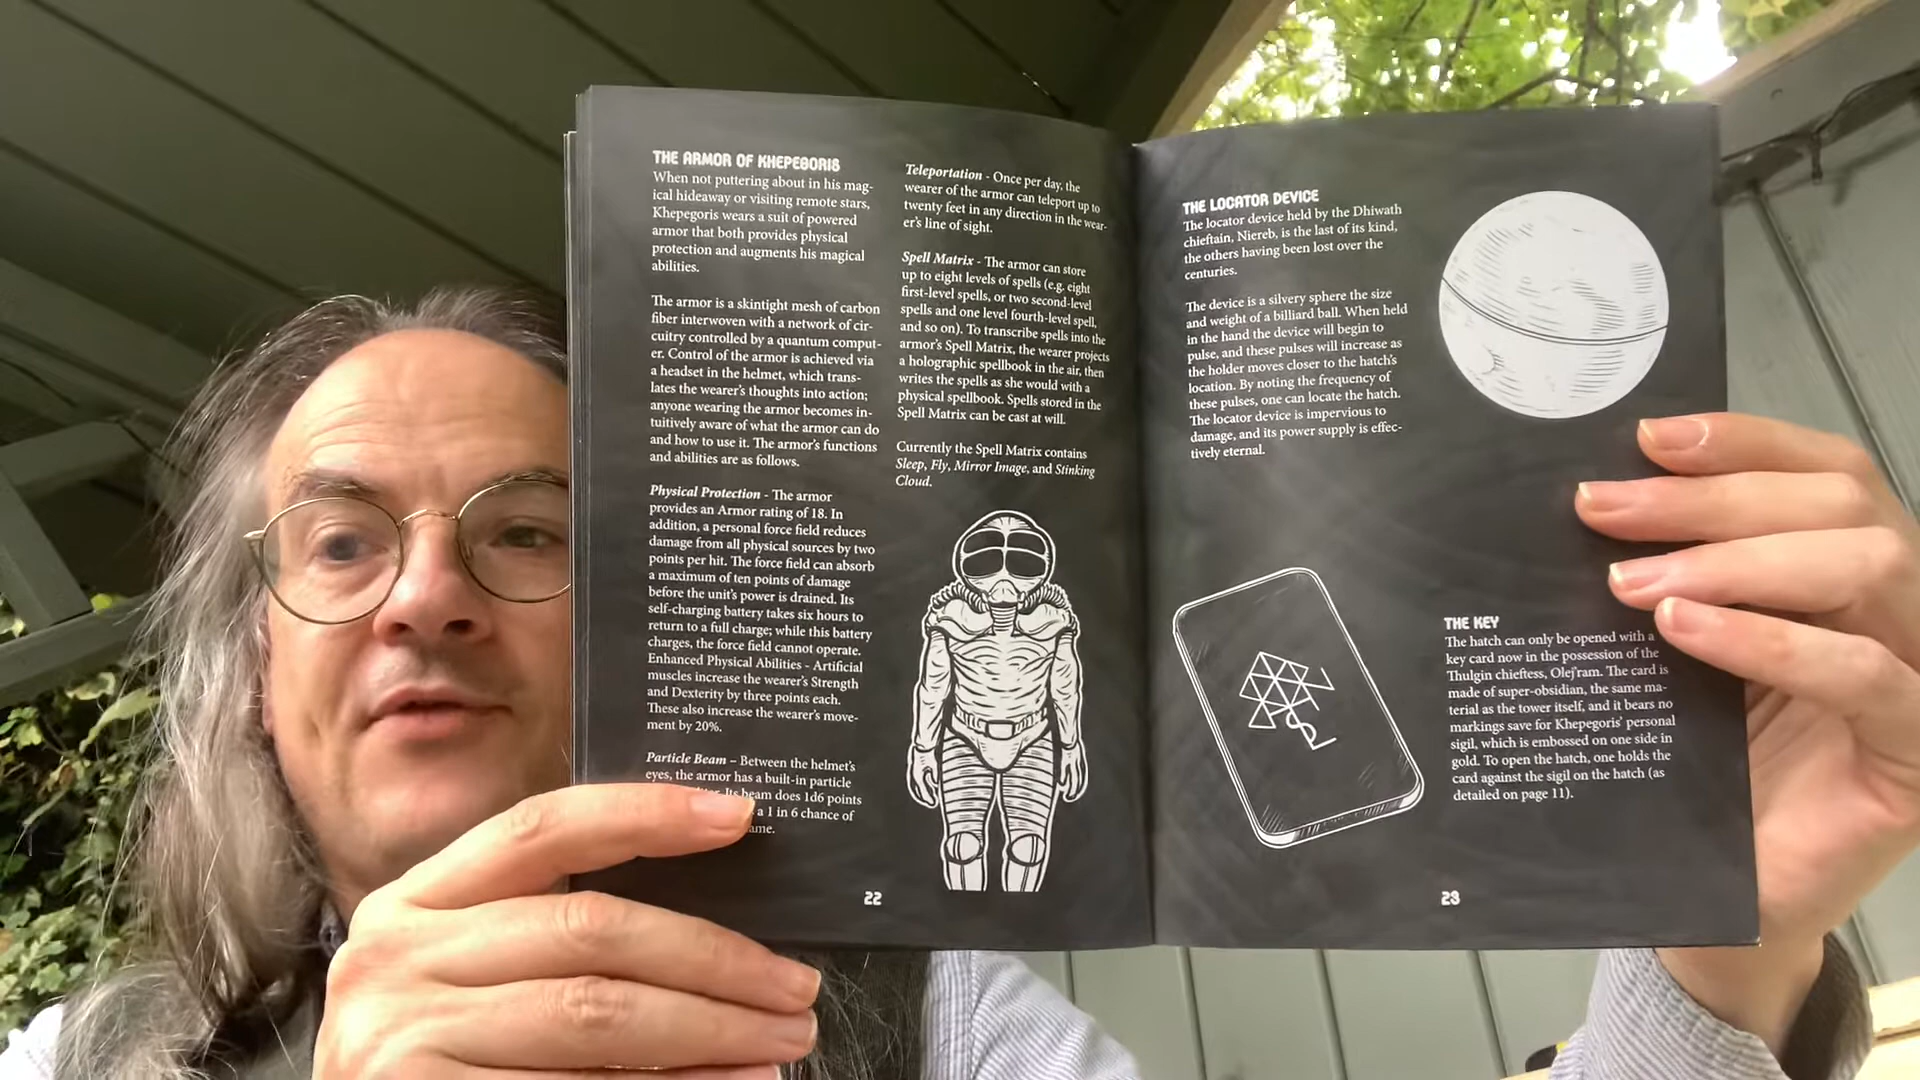 THE ARMOR OF KHEPEGORIS
When not puttering about in his mag-
ical hideaway or visiting remote stars,
Khepegoris wears a suit of powered
armor that both provides physical
protection and augments his magical
abilities.
The armor is a skintight mesh of carbon
fiber interwoven with a network of cir-
cuitry controlled by a quantum comput-
er. Control of the armor is achieved via
a headset in the helmet, which trans-
lates the wearer's thoughts into action;
anyone wearing the armor becomes in-
tuitively aware of what the armor can do
and how to use it. The armor's functions
and abilities are as follows.
Physical Protection - The armor
provides an Armor rating of 18. In
addition, a personal force field reduces
damage from all physical sources by two
points per hit. The force field can absorb
a maximum of ten points of damage
before the unit's power is drained. Its
self-charging battery takes six hours to
return to a full charge; while this battery
charges, the force field cannot operate.
Enhanced Physical Abilities - Artificial
muscles increase the wearer's Strength
and Dexterity by three points each.
These also increase the wearer's move-
ment by 20%.
Particle Beam – Between the helmet's
eyes, the armor has a built-in particle
Its beam does 1d6 points
a 1 in 6 chance of
Teleportation - Once per day, the
wearer of the armor can teleport up to
twenty feet in any direction in the wear-
er's line of sight.
Spell Matrix - The armor can store
up to eight levels of spells (e.g. eight
first-level spells, or two second-level
spells and one level fourth-level spell,
and so on). To transcribe spells into the
armor's Spell Matrix, the wearer projects
a holographic spellbook in the air, then
writes the spells as she would with a
physical spellbook. Spells stored in the
Spell Matrix can be cast at will.
Currently the Spell Matrix contains
Sleep, Fly, Mirror Image, and Stinking
Cloud.
22
THE LOCATOR DEVICE
The locator device held by the Dhiwath
chieftain, Niereb, is the last of its kind,
the others having been lost over the
centuries.
The device is a silvery sphere the size
and weight of a billiard ball. When held
in the hand the device will begin to
pulse, and these pulses will increase as
the holder moves closer to the hatch's
location. By noting the frequency of
these pulses, one can locate the hatch.
The locator device is impervious to
damage, and its power supply is effec-
tively eternal.
THE KEY
The hatch can only be opened with a
key card now in the possession of the
Thulgin chieftess, Olej'ram. The card is
made of super-obsidian, the same ma-
terial as the tower itself, and it bears no
markings save for Khepegoris' personal
sigil, which is embossed on one side in
gold. To open the hatch, one holds the
card against the sigil on the hatch (as
detailed on page 11).
23